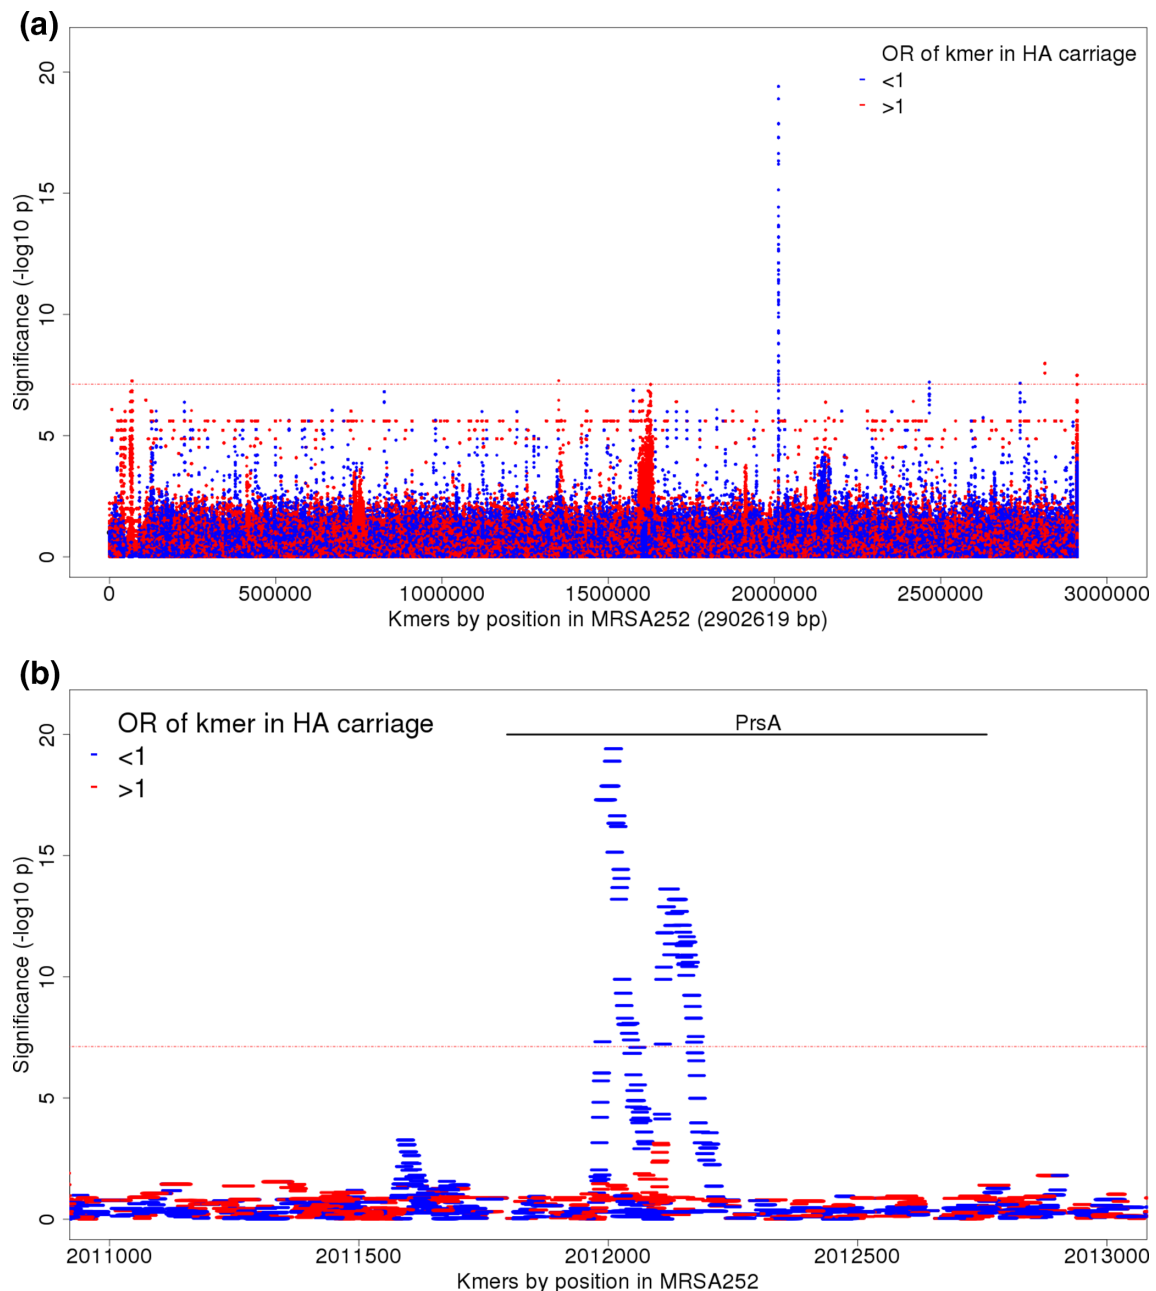 (a)
OR of kmer in HA carriage
<1
>1
Significance (-log10 p)
20
15
10
5
0
0 500000 1000000 1500000 2000000 2500000 3000000
Kmers by position in MRSA252 (2902619 bp)
(b)
OR of kmer in HA carriage
<1
>1
PrsA
Significance (-log10 p)
20
15
10
5
0
2011000 2011500 2012000 2012500 2013000
Kmers by position in MRSA252